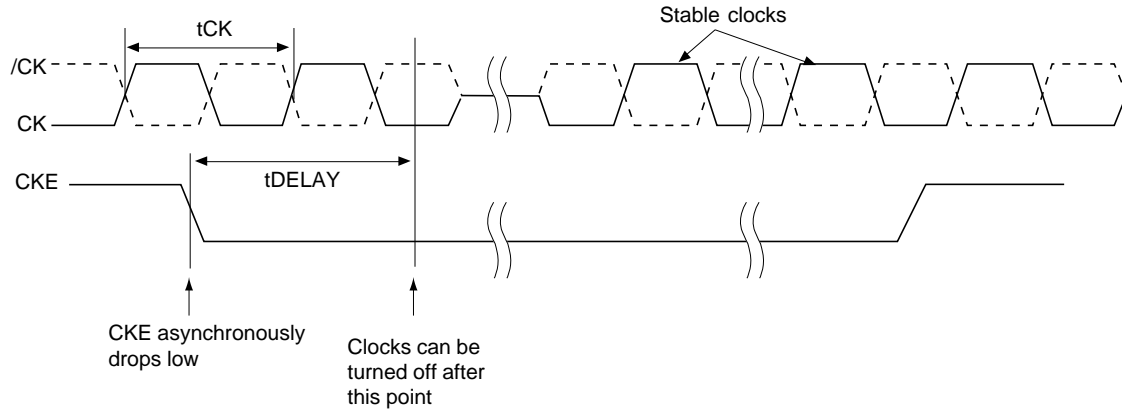 Stable clocks
tCK
/CK
CK
tDELAY
CKE
CKE asynchronously
drops low
Clocks can be
turned off after
this point